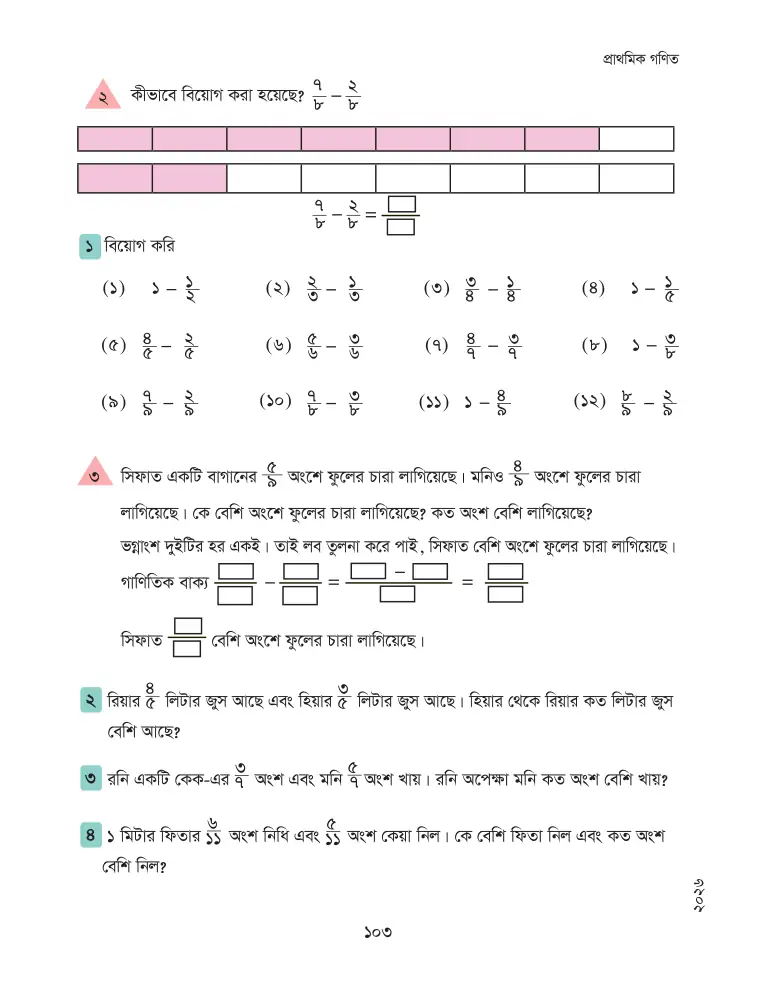 প্রাথমিক গণিত
২ কীভাবে বিয়োগ করা হয়েছে? ৭/৮ – ২/৮
৭/৮ – ২/৮ = □/□
১ বিয়োগ করি
(১) ১ – ১/২ (২) ২/৩ – ১/৩ (৩) ৩/৪ – ১/৪ (৪) ১ – ১/৫
(৫) ৪/৫ – ২/৫ (৬) ৫/৬ – ৩/৬ (৭) ৪/৭ – ৩/৭ (৮) ১ – ৩/৮
(৯) ৭/৯ – ২/৯ (১০) ৭/৮ – ৩/৮ (১১) ১ – ৪/৯ (১২) ৮/৯ – ২/৯
৩ সিফাত একটি বাগানের ৫/৯ অংশে ফুলের চারা লাগিয়েছে। মনিও ৪/৯ অংশে ফুলের চারা
লাগিয়েছে। কে বেশি অংশে ফুলের চারা লাগিয়েছে? কত অংশ বেশি লাগিয়েছে?
ভগ্নাংশ দুইটির হর একই। তাই লব তুলনা করে পাই, সিফাত বেশি অংশে ফুলের চারা লাগিয়েছে।
গাণিতিক বাক্য □/□ – □/□ = □ – □/□ = □/□
সিফাত □/□ বেশি অংশে ফুলের চারা লাগিয়েছে।
২ রিয়ার ৪/৫ লিটার জুস আছে এবং হিয়ার ৩/৫ লিটার জুস আছে। হিয়ার থেকে রিয়ার কত লিটার জুস
বেশি আছে?
৩ রনি একটি কেক-এর ৩/৭ অংশ এবং মনি ৫/৭ অংশ খায়। রনি অপেক্ষা মনি কত অংশ বেশি খায়?
৪ ১ মিটার ফিতার ৬/১১ অংশ নিধি এবং ৫/১১ অংশ কেয়া নিল। কে বেশি ফিতা নিল এবং কত অংশ
বেশি নিল?
২০২৬
১০৩